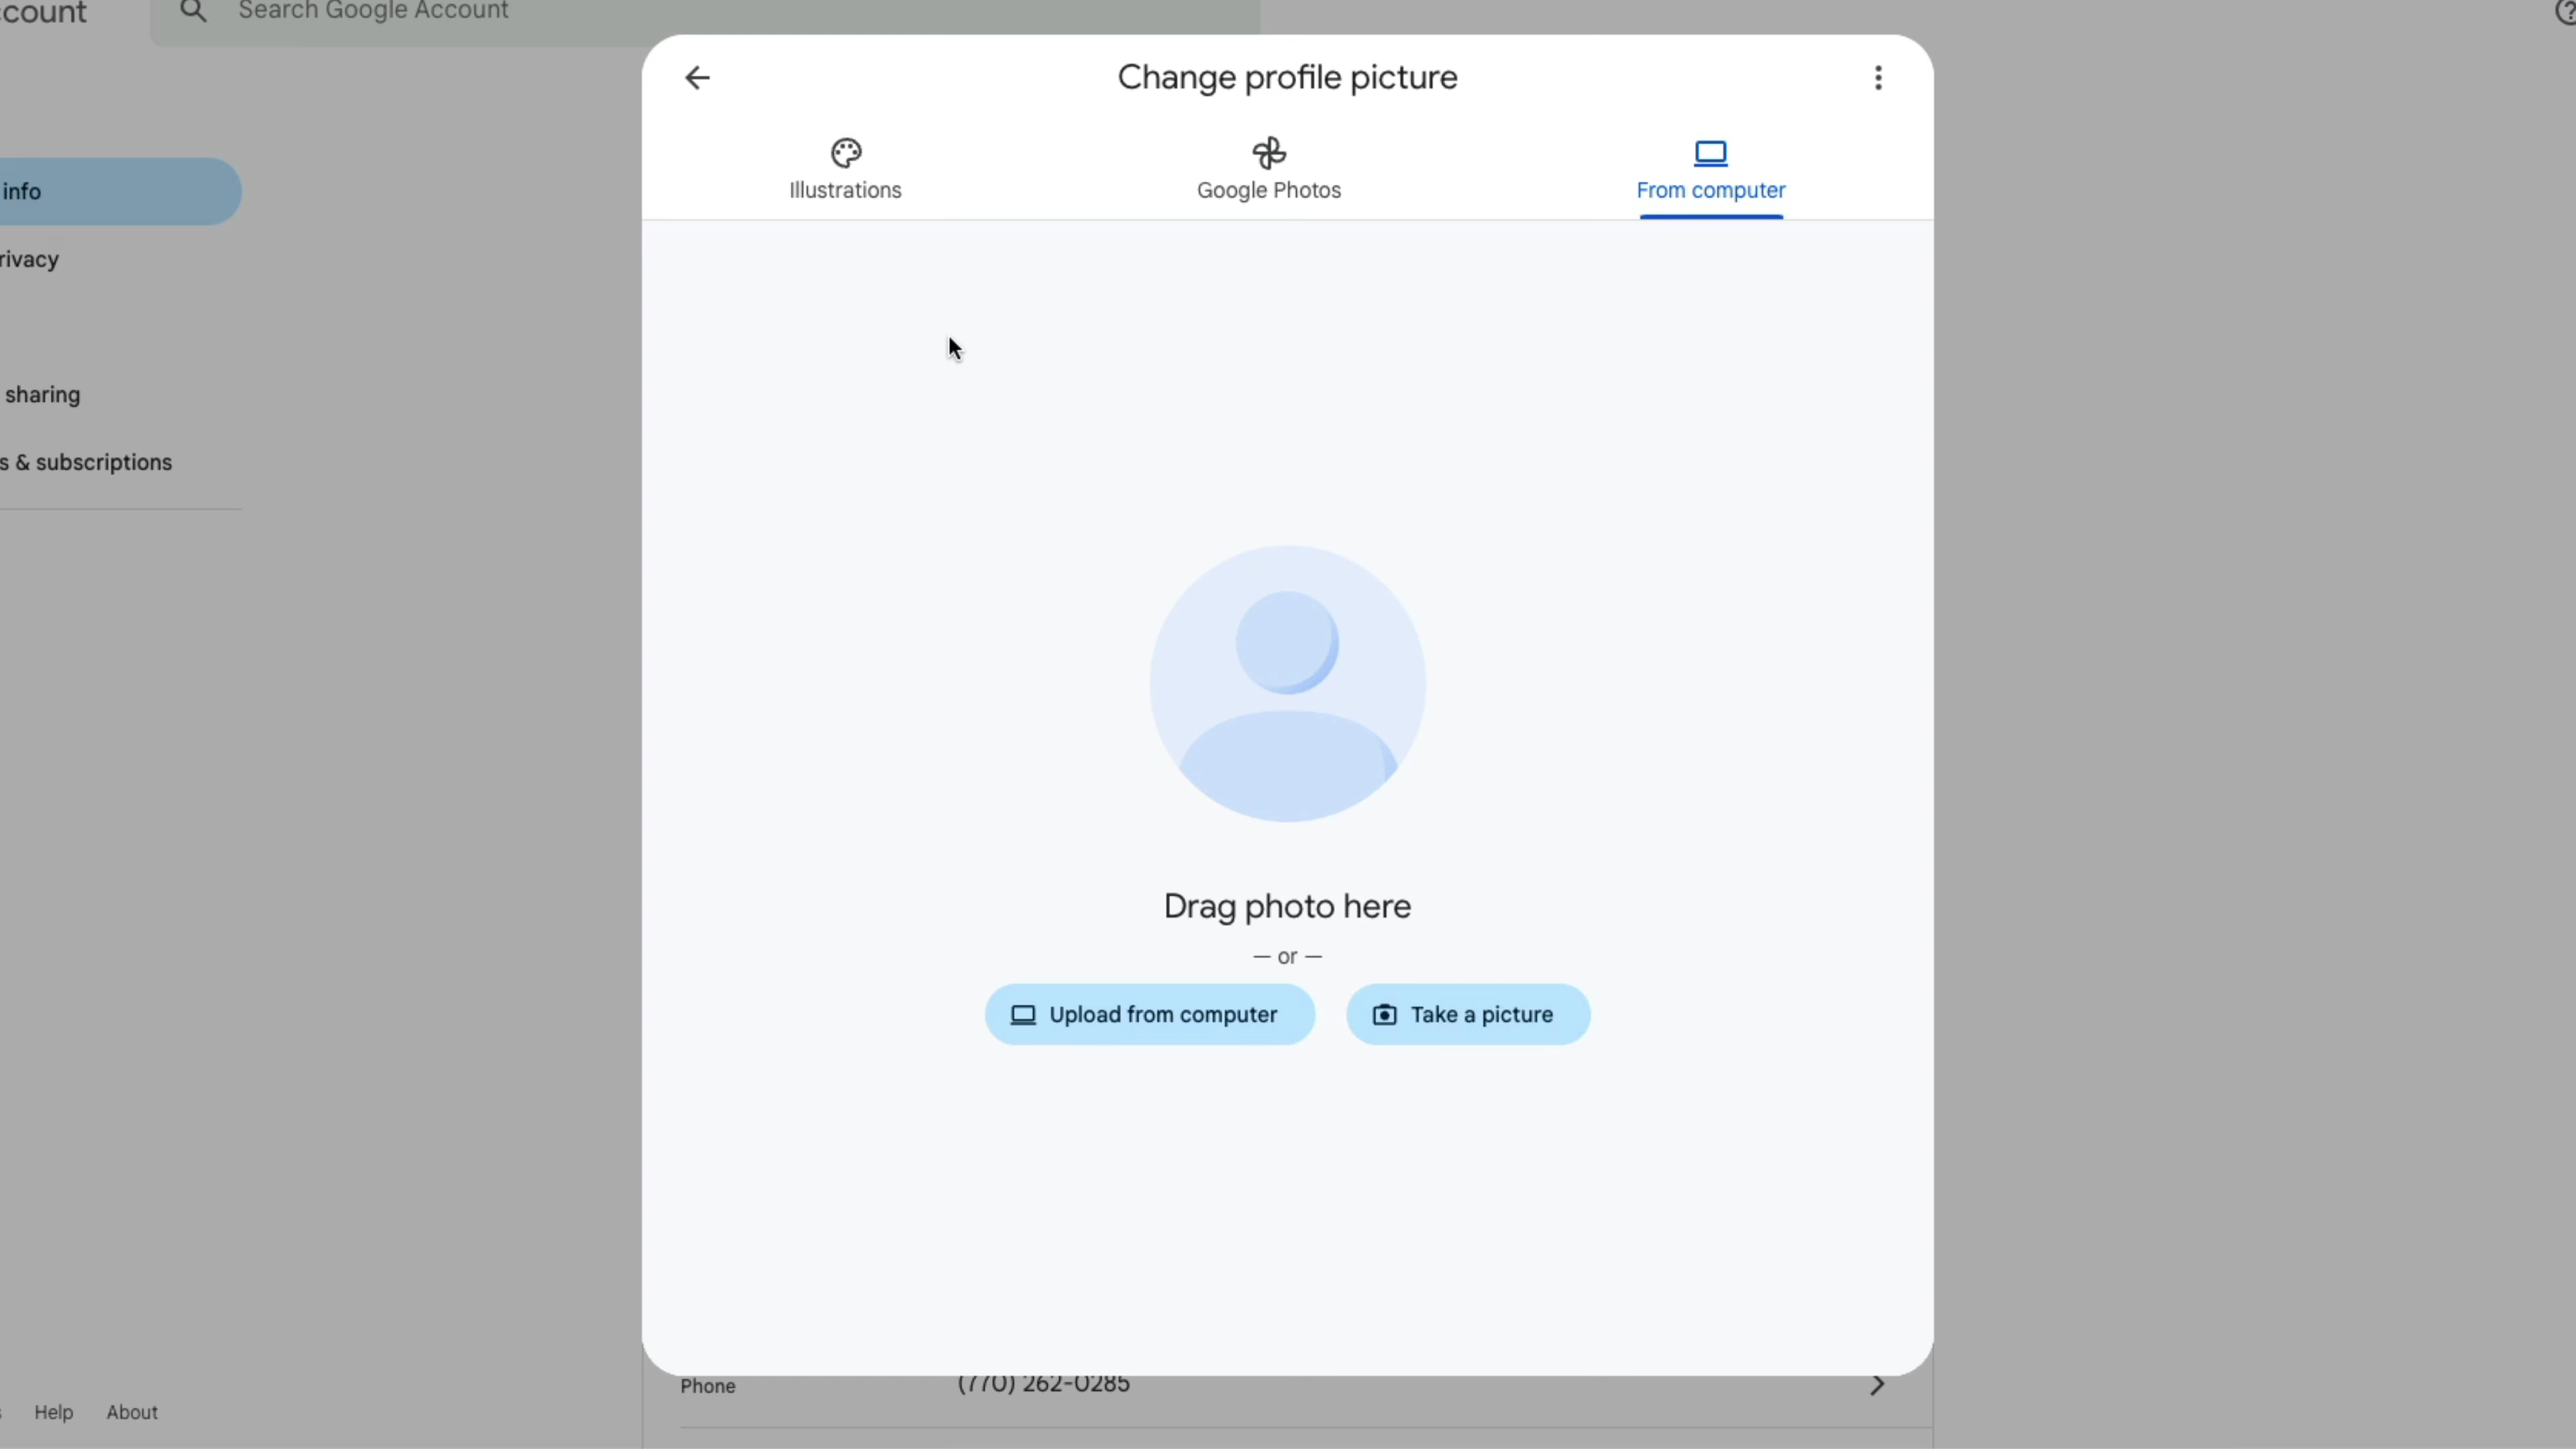 ccount
Search Google Account
Change profile picture
Illustrations
Google Photos
From computer
info
rivacy
sharing
s & subscriptions
Drag photo here
— or —
Upload from computer
Take a picture
Phone
(770) 262-0285
s
Help
About